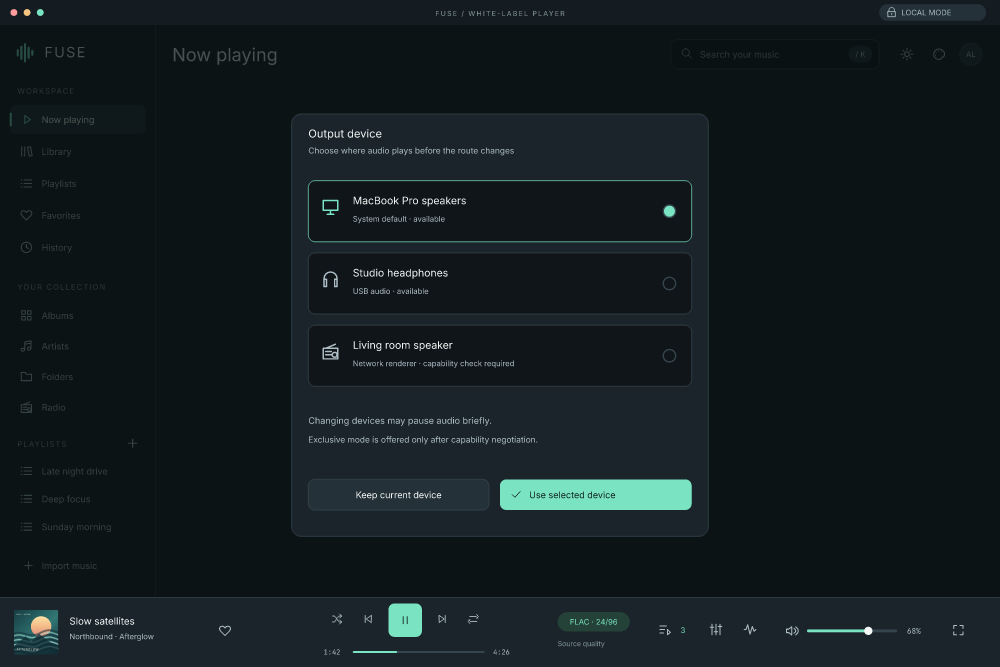 FUSE / WHITE-LABEL PLAYER
LOCAL MODE
FUSE
Now playing
Search your music
/ K
AL
WORKSPACE
Now playing
Library
Playlists
Favorites
History
YOUR COLLECTION
Albums
Artists
Folders
Radio
PLAYLISTS
Late night drive
Deep focus
Sunday morning
Import music
Output device
Choose where audio plays before the route changes
MacBook Pro speakers
System default · available
Studio headphones
USB audio · available
Living room speaker
Network renderer · capability check required
Changing devices may pause audio briefly.
Exclusive mode is offered only after capability negotiation.
Keep current device
Use selected device
Slow satellites
Northbound · Afterglow
1:42
4:26
FLAC · 24/96
Source quality
3
68%